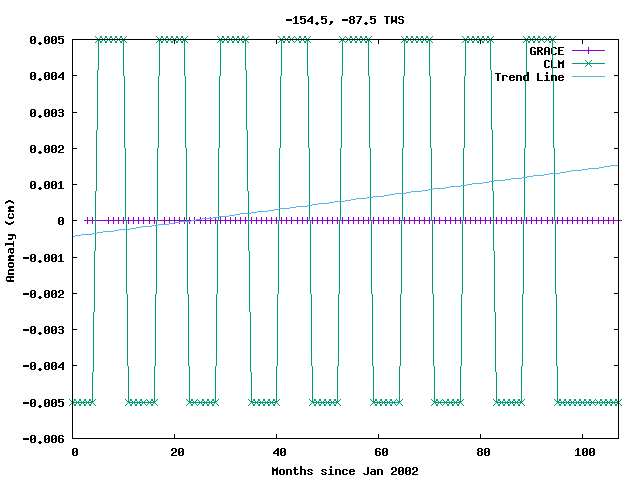 -154.5, -87.5 TWS
0.005
0.004
0.003
0.002
0.001
0
-0.001
-0.002
-0.003
-0.004
-0.005
-0.006
Anomaly (cm)
GRACE
CLM
Trend Line
0 20 40 60 80 100
Months since Jan 2002